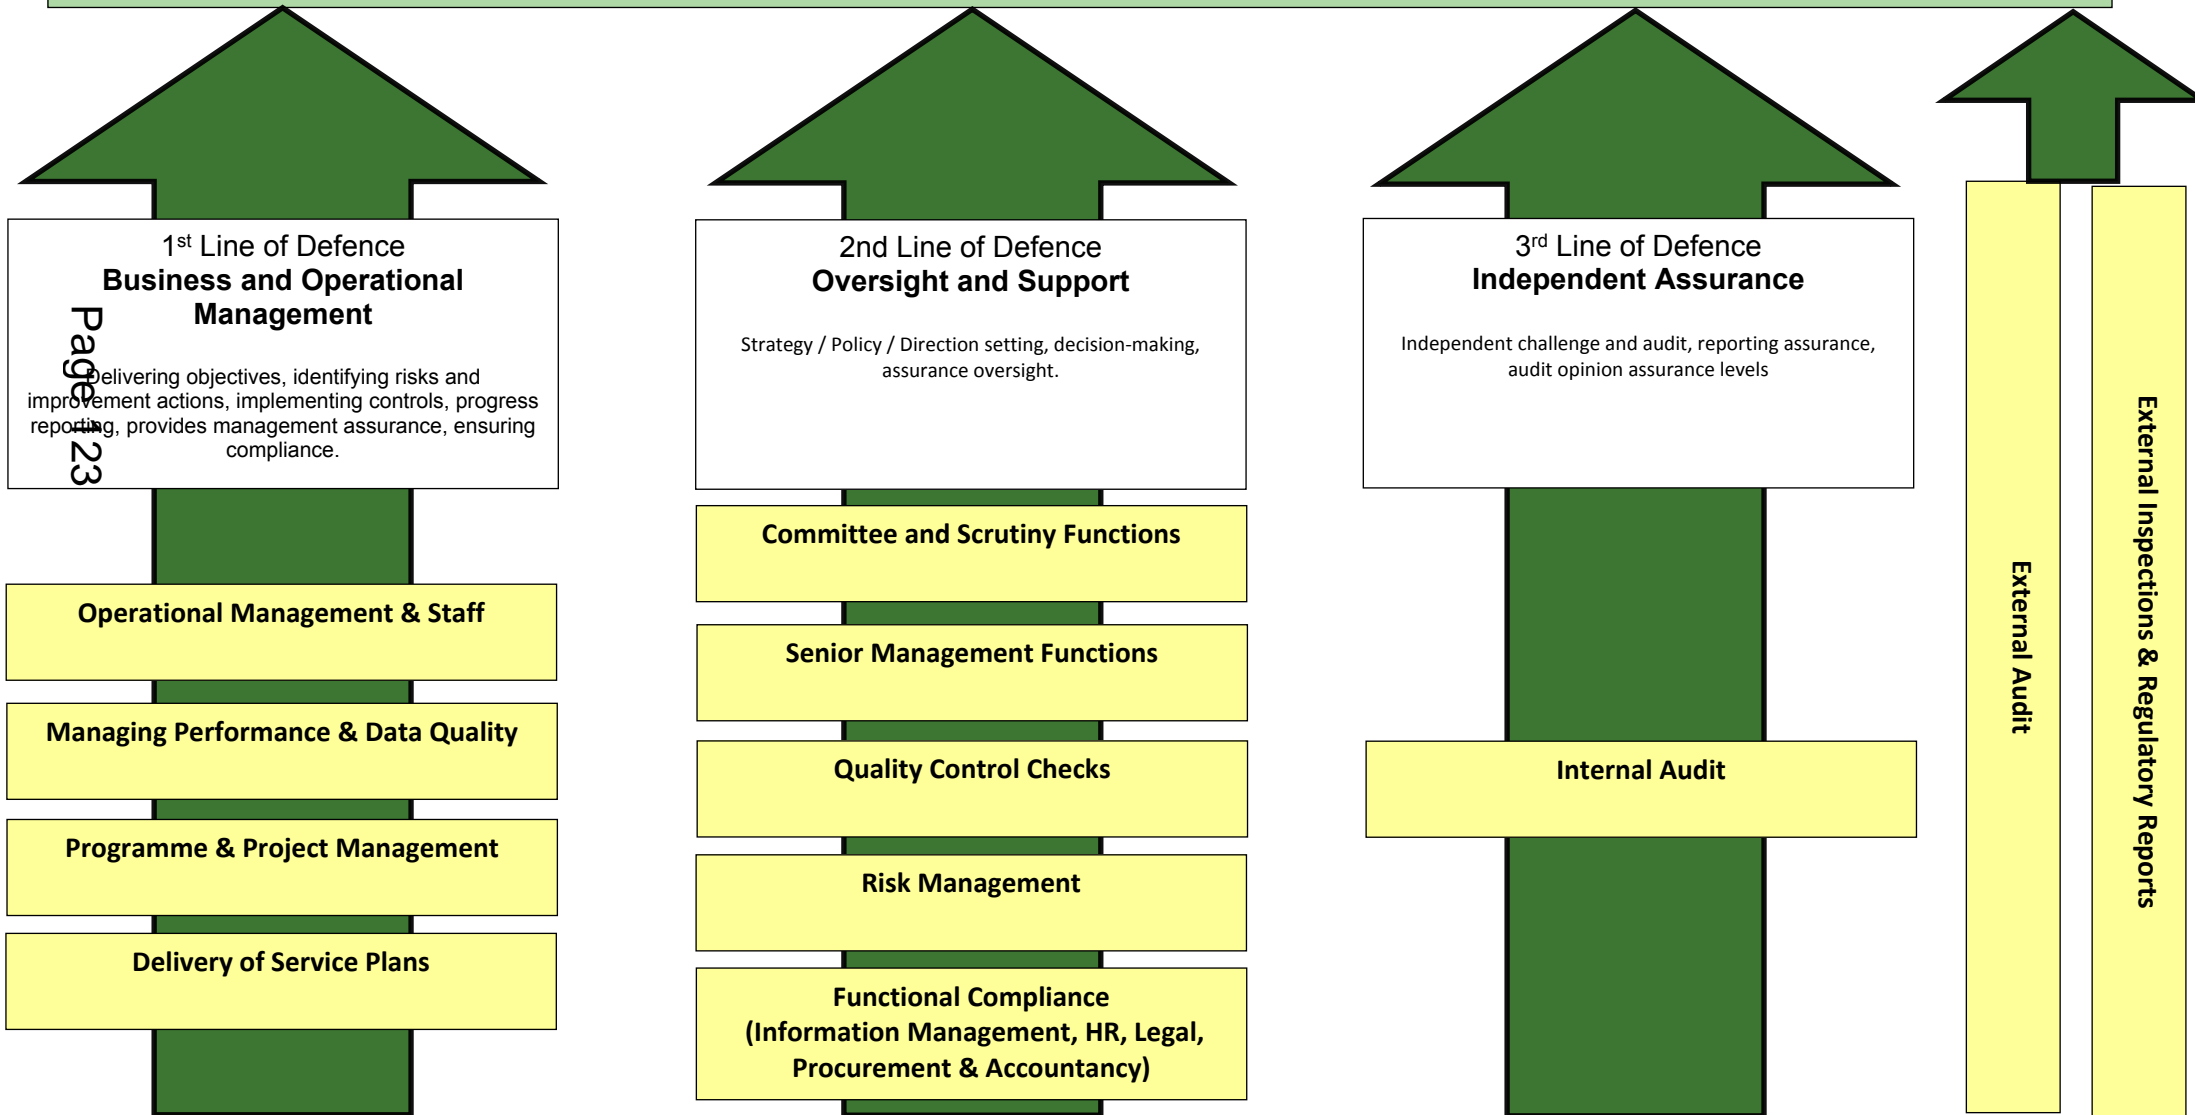 1st Line of Defence
Business and Operational
Management
Delivering objectives, identifying risks and
improvement actions, implementing controls, progress
reporting, provides management assurance, ensuring
compliance.
Page 123
Operational Management & Staff
Managing Performance & Data Quality
Programme & Project Management
Delivery of Service Plans
2nd Line of Defence
Oversight and Support
Strategy / Policy / Direction setting, decision-making,
assurance oversight.
Committee and Scrutiny Functions
Senior Management Functions
Quality Control Checks
Risk Management
Functional Compliance
(Information Management, HR, Legal,
Procurement & Accountancy)
3rd Line of Defence
Independent Assurance
Independent challenge and audit, reporting assurance,
audit opinion assurance levels
Internal Audit
External Audit
External Inspections & Regulatory Reports